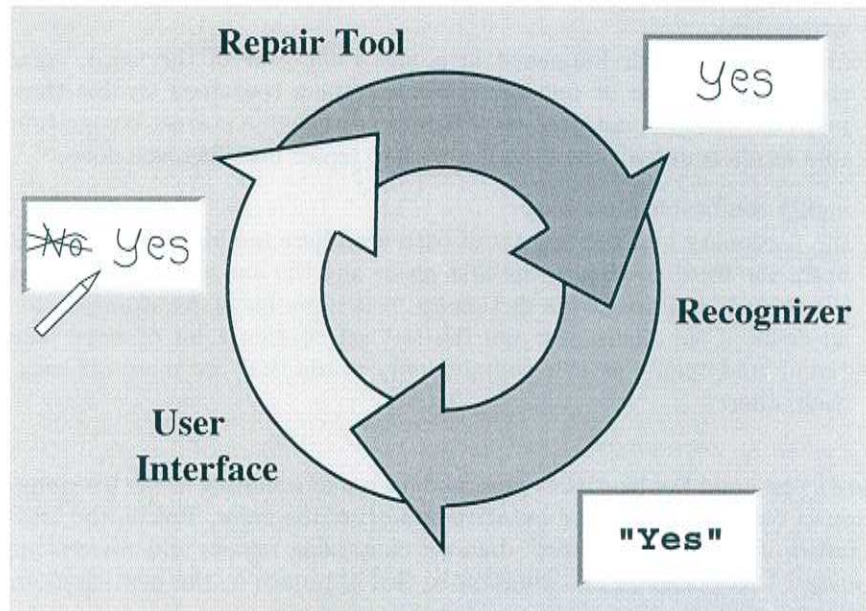 Repair Tool
Yes
No Yes
Recognizer
User
Interface
"Yes"